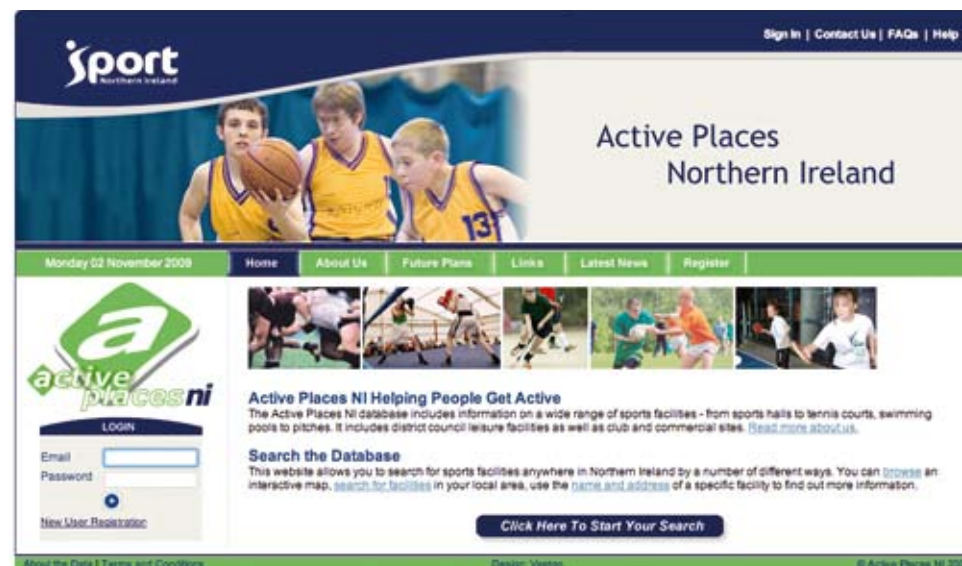 Sign In | Contact Us | FAQs | Help
sport
Northern Ireland
Active Places
Northern Ireland
13
Monday 02 November 2009
Home
About Us
Future Plans
Links
Latest News
Register
a
active
places ni
Active Places NI Helping People Get Active
The Active Places NI database includes information on a wide range of sports facilities - from sports halls to tennis courts, swimming
pools to pitches. It includes district council leisure facilities as well as club and commercial sites. Read more about us.
LOGIN
Email
Password
New User Registration
Search the Database
This website allows you to search for sports facilities anywhere in Northern Ireland by a number of different ways. You can browse an
interactive map, search for facilities in your local area, use the name and address of a specific facility to find out more information.
Click Here To Start Your Search
About the Data | Terms and Conditions
Design:
© Active Places NI